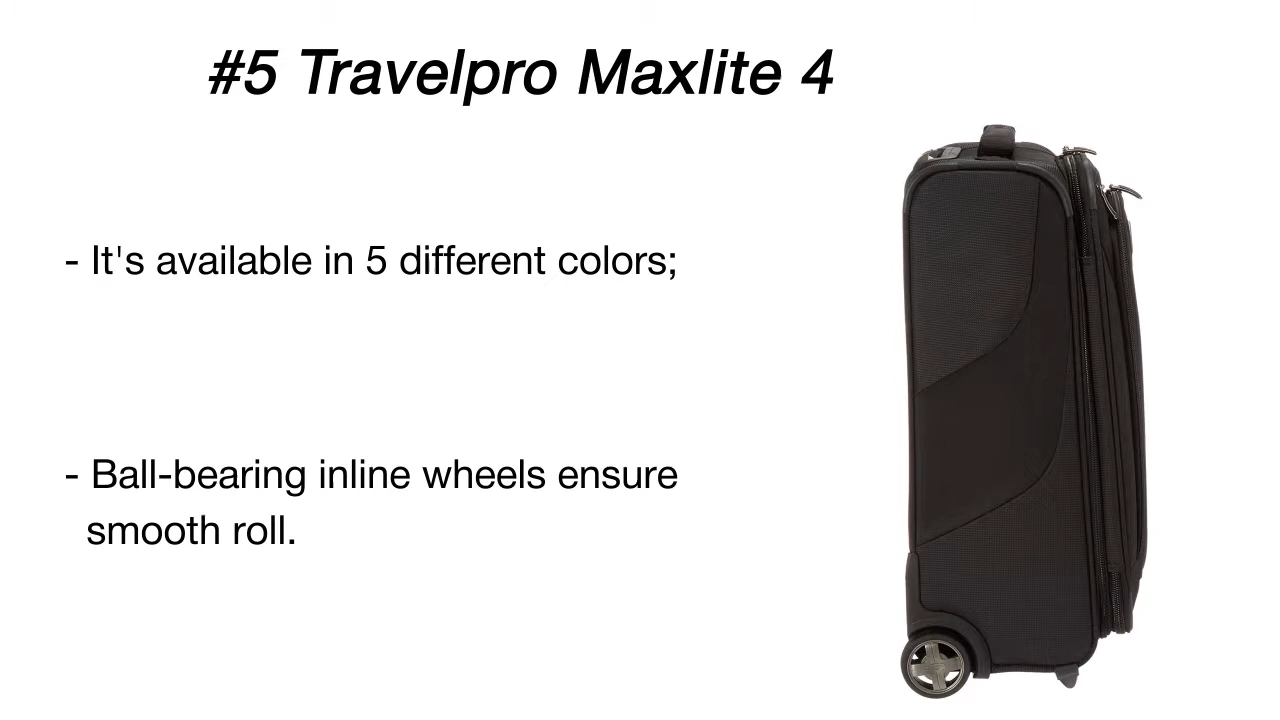 #5 Travelpro Maxlite 4
- It's available in 5 different colors;
- Ball-bearing inline wheels ensure
smooth roll.